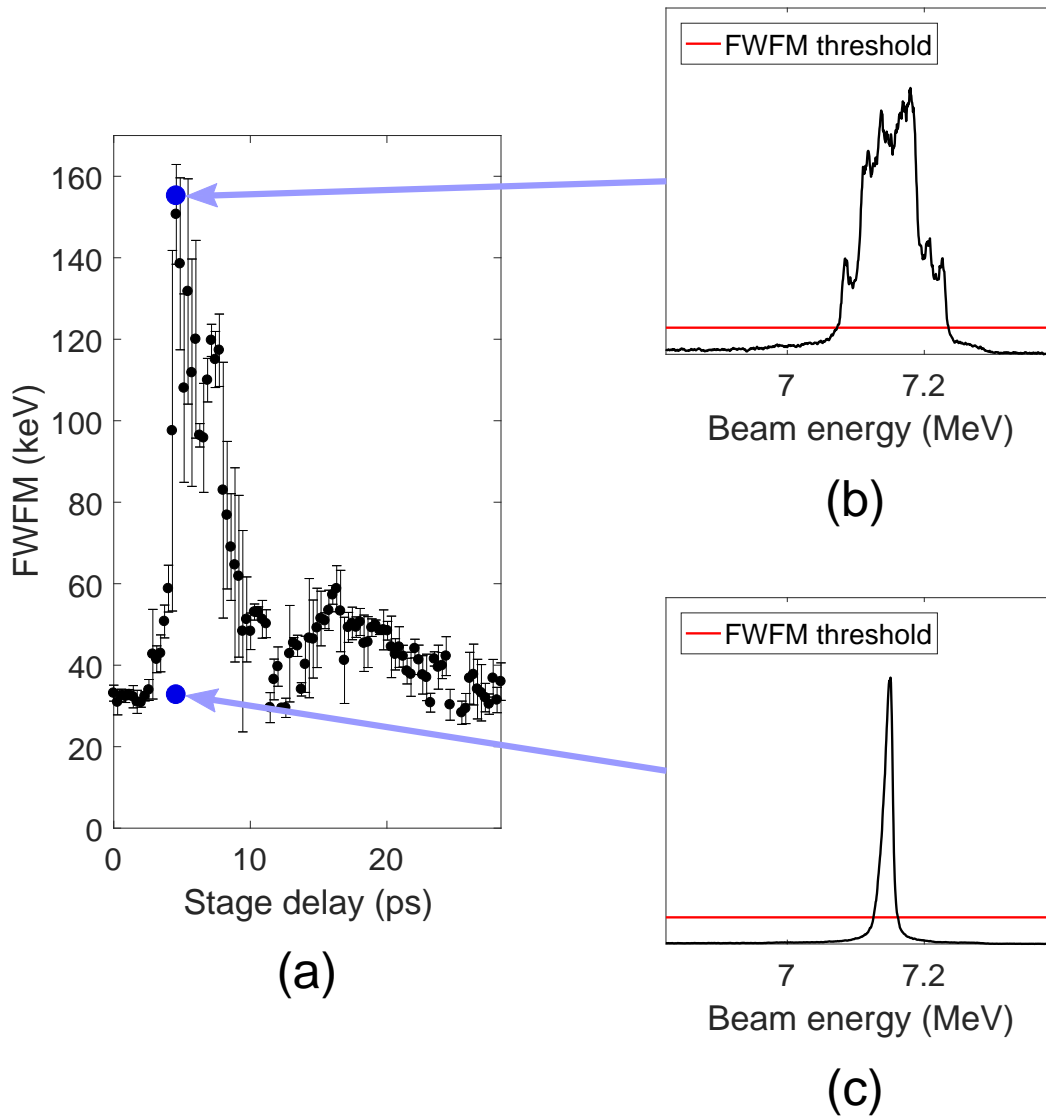 FWFM (keV)
160
140
120
100
80
60
40
20
0
0 10 20
Stage delay (ps)
(a)
FWFM threshold
7 7.2
Beam energy (MeV)
(b)
FWFM threshold
7 7.2
Beam energy (MeV)
(c)